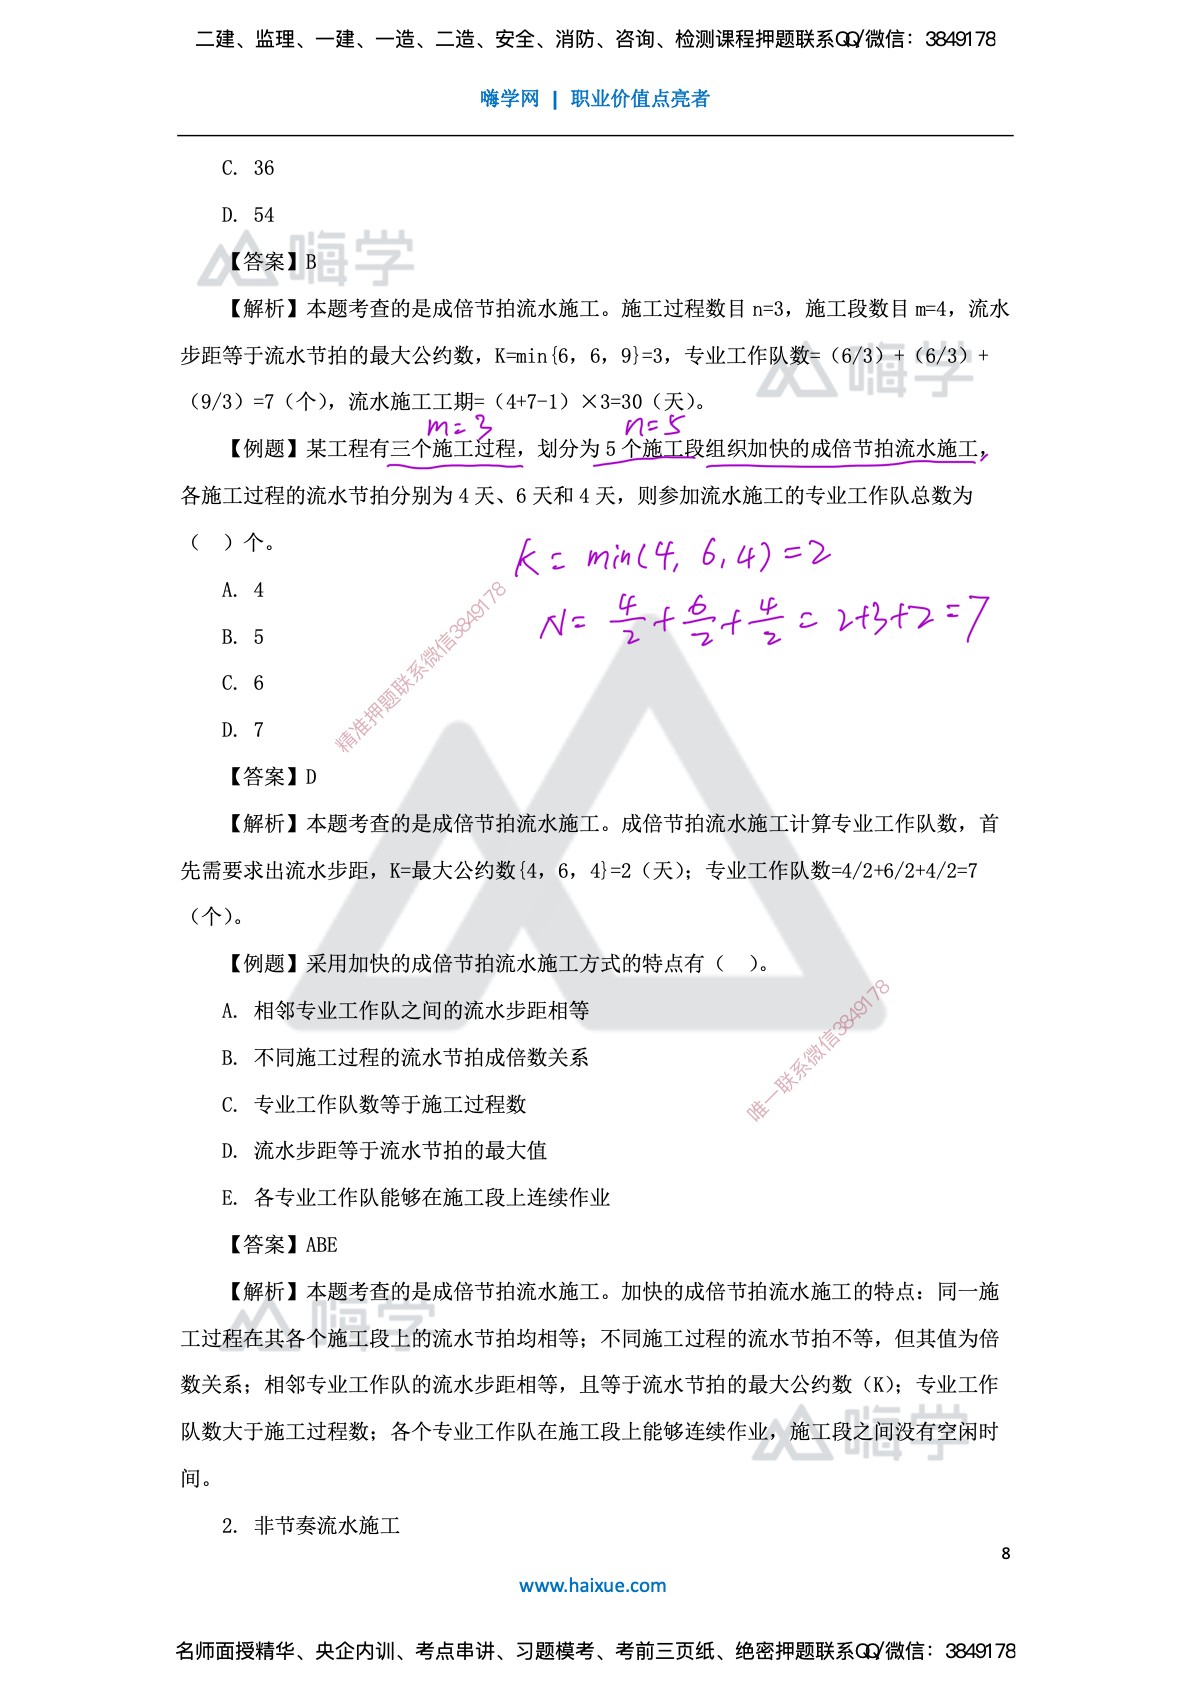 二建、监理、一建、一造、二造、安全、消防、咨询、检测课程押题联系QQ/微信：3849178
嗨学网 | 职业价值点亮者
C. 36
D. 54
嗨学
【答案】B
【解析】本题考查的是成倍节拍流水施工。施工过程数目 n=3，施工段数目 m=4，流水
步距等于流水节拍的最大公约数，K=min{6，6，9}=3，专业工作队数=（6/3）+（6/3）+
嗨学
（9/3）=7（个），流水施工工期=（4+7-1）×3=30（天）。
m=3 n=5
【例题】某工程有三个施工过程，划分为 5 个施工段组织加快的成倍节拍流水施工，
各施工过程的流水节拍分别为 4 天、6 天和 4 天，则参加流水施工的专业工作队总数为
（ ）个。
K= min(4, 6,4)=2
A. 4
N= 4/2+6/2+4/2= 2+3+2=7
B. 5
精准押题联系微信3849178
C. 6
D. 7
【答案】D
【解析】本题考查的是成倍节拍流水施工。成倍节拍流水施工计算专业工作队数，首
先需要求出流水步距，K=最大公约数{4，6，4}=2（天）；专业工作队数=4/2+6/2+4/2=7
（个）。
【例题】采用加快的成倍节拍流水施工方式的特点有（ ）。
A. 相邻专业工作队之间的流水步距相等
B. 不同施工过程的流水节拍成倍数关系
唯一联系微信3849178
C. 专业工作队数等于施工过程数
D. 流水步距等于流水节拍的最大值
E. 各专业工作队能够在施工段上连续作业
【答案】ABE
【解析】本题考查的是成倍节拍流水施工。加快的成倍节拍流水施工的特点：同一施
嗨学
工过程在其各个施工段上的流水节拍均相等；不同施工过程的流水节拍不等，但其值为倍
数关系；相邻专业工作队的流水步距相等，且等于流水节拍的最大公约数（K）；专业工作
队数大于施工过程数；各个专业工作队在施工段上能够连续作业，施工段之间没有空闲时
嗨学
间。
2. 非节奏流水施工
8
www.haixue.com
名师面授精华、央企内训、考点串讲、习题模考、考前三页纸、绝密押题联系QQ/微信：3849178